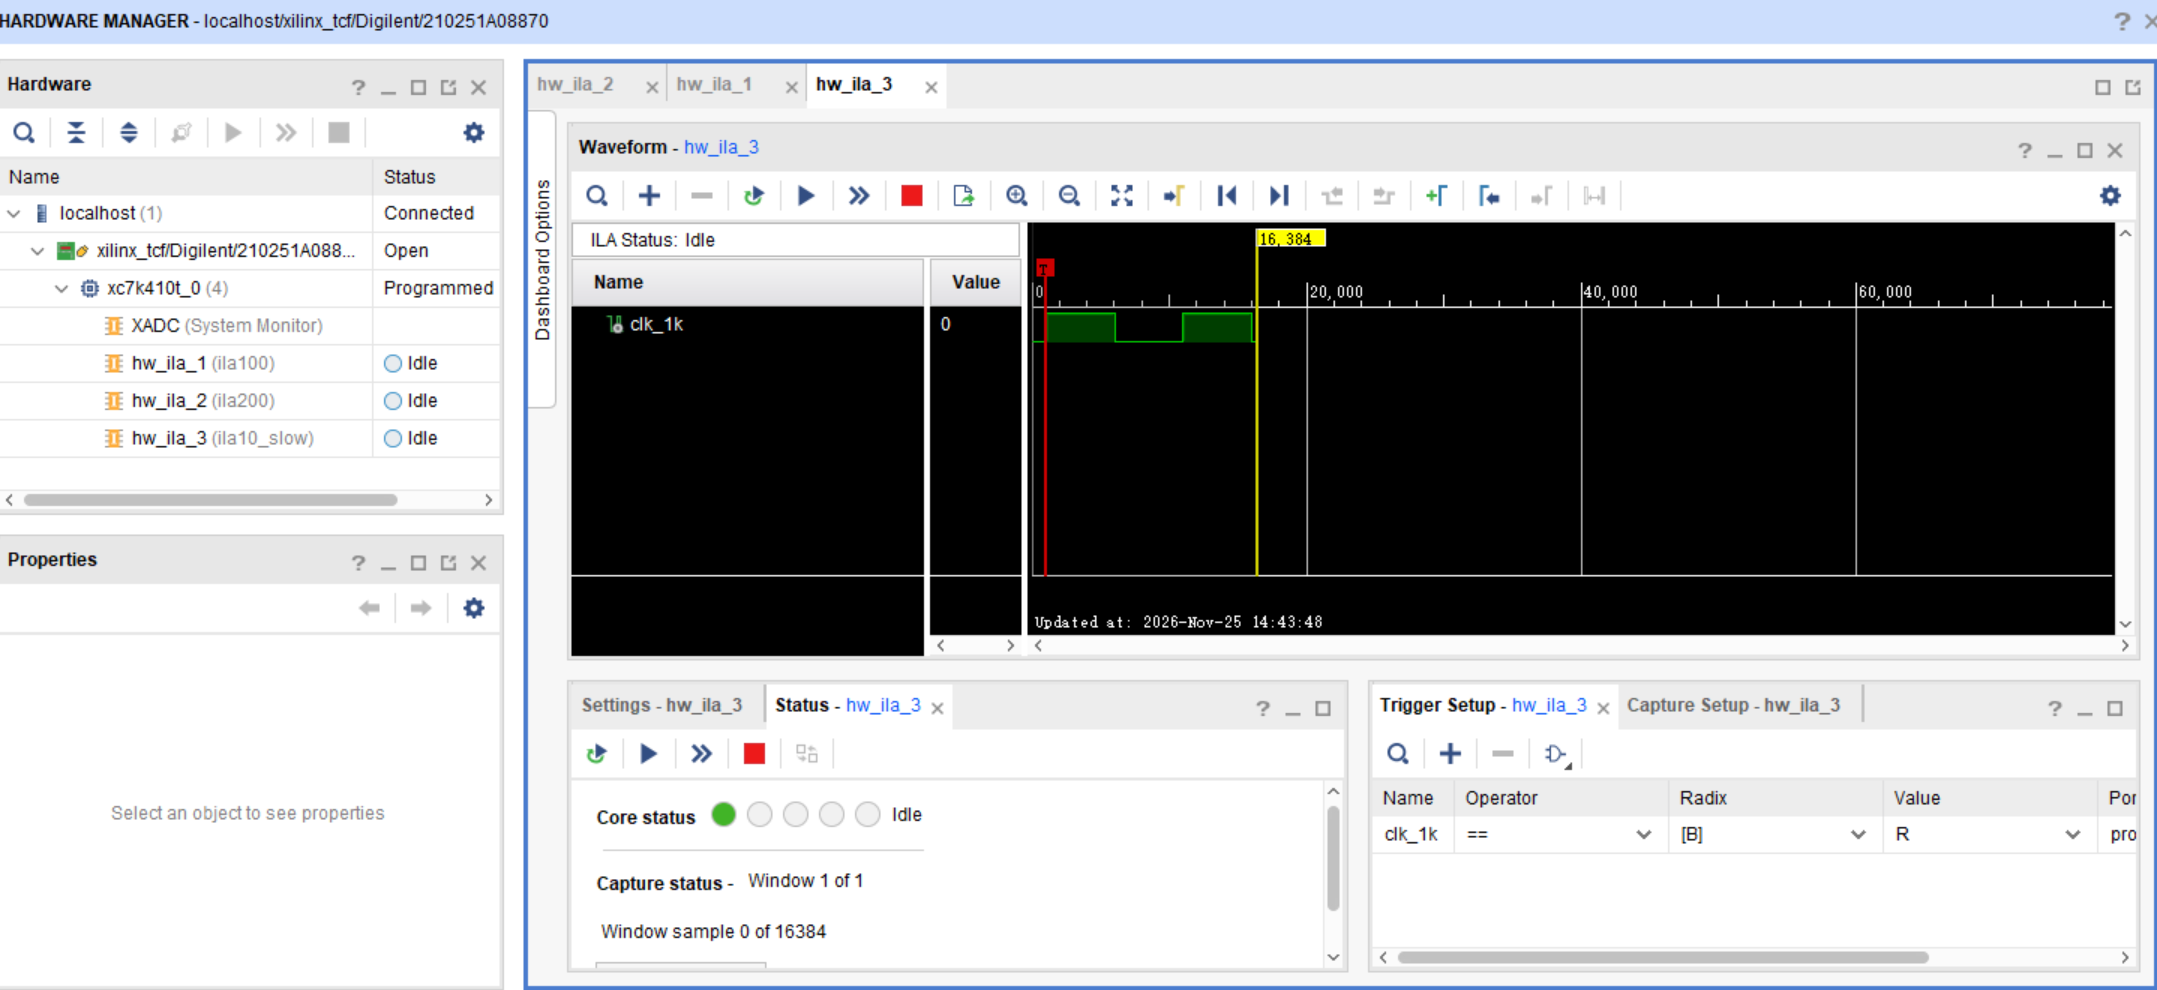 HARDWARE MANAGER - localhost/xilinx_tcf/Digilent/210251A08870
Hardware
Name Status
localhost (1) Connected
xilinx_tcf/Digilent/210251A088... Open
xc7k410t_0 (4) Programmed
XADC (System Monitor)
hw_ila_1 (ila100) Idle
hw_ila_2 (ila200) Idle
hw_ila_3 (ila10_slow) Idle
Properties
Select an object to see properties
hw_ila_2 hw_ila_1 hw_ila_3
Dashboard Options
Waveform - hw_ila_3
ILA Status: Idle
Name Value
clk_1k 0
16,384
T
0 20,000 40,000 60,000
Updated at: 2026-Nov-25 14:43:48
Settings - hw_ila_3 Status - hw_ila_3
Core status Idle
Capture status - Window 1 of 1
Window sample 0 of 16384
Trigger Setup - hw_ila_3 Capture Setup - hw_ila_3
Name Operator Radix Value Por
clk_1k == [B] R pro